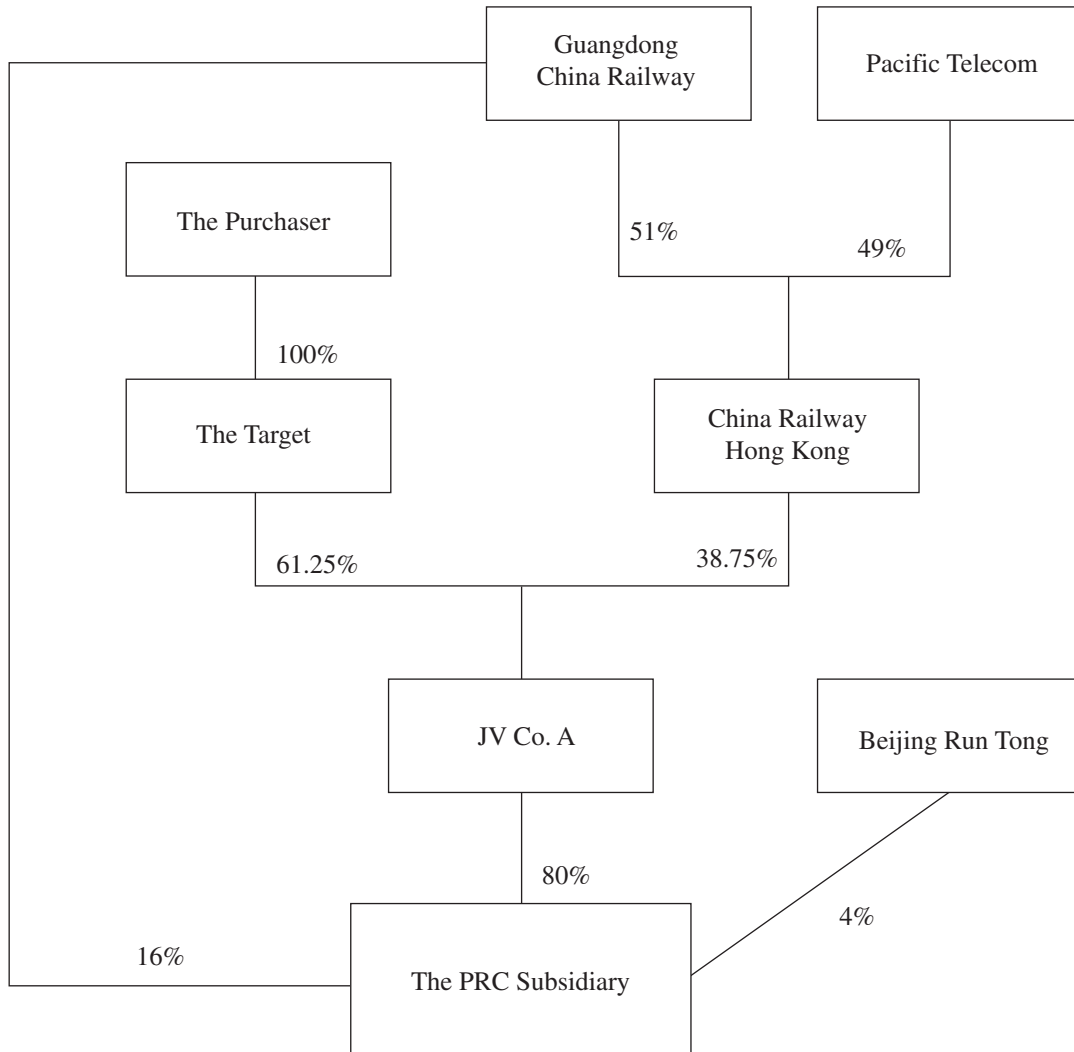 Guangdong
China Railway
Pacific Telecom
The Purchaser
51%
49%
100%
The Target
China Railway
Hong Kong
61.25%
38.75%
JV Co. A
Beijing Run Tong
80%
4%
16%
The PRC Subsidiary